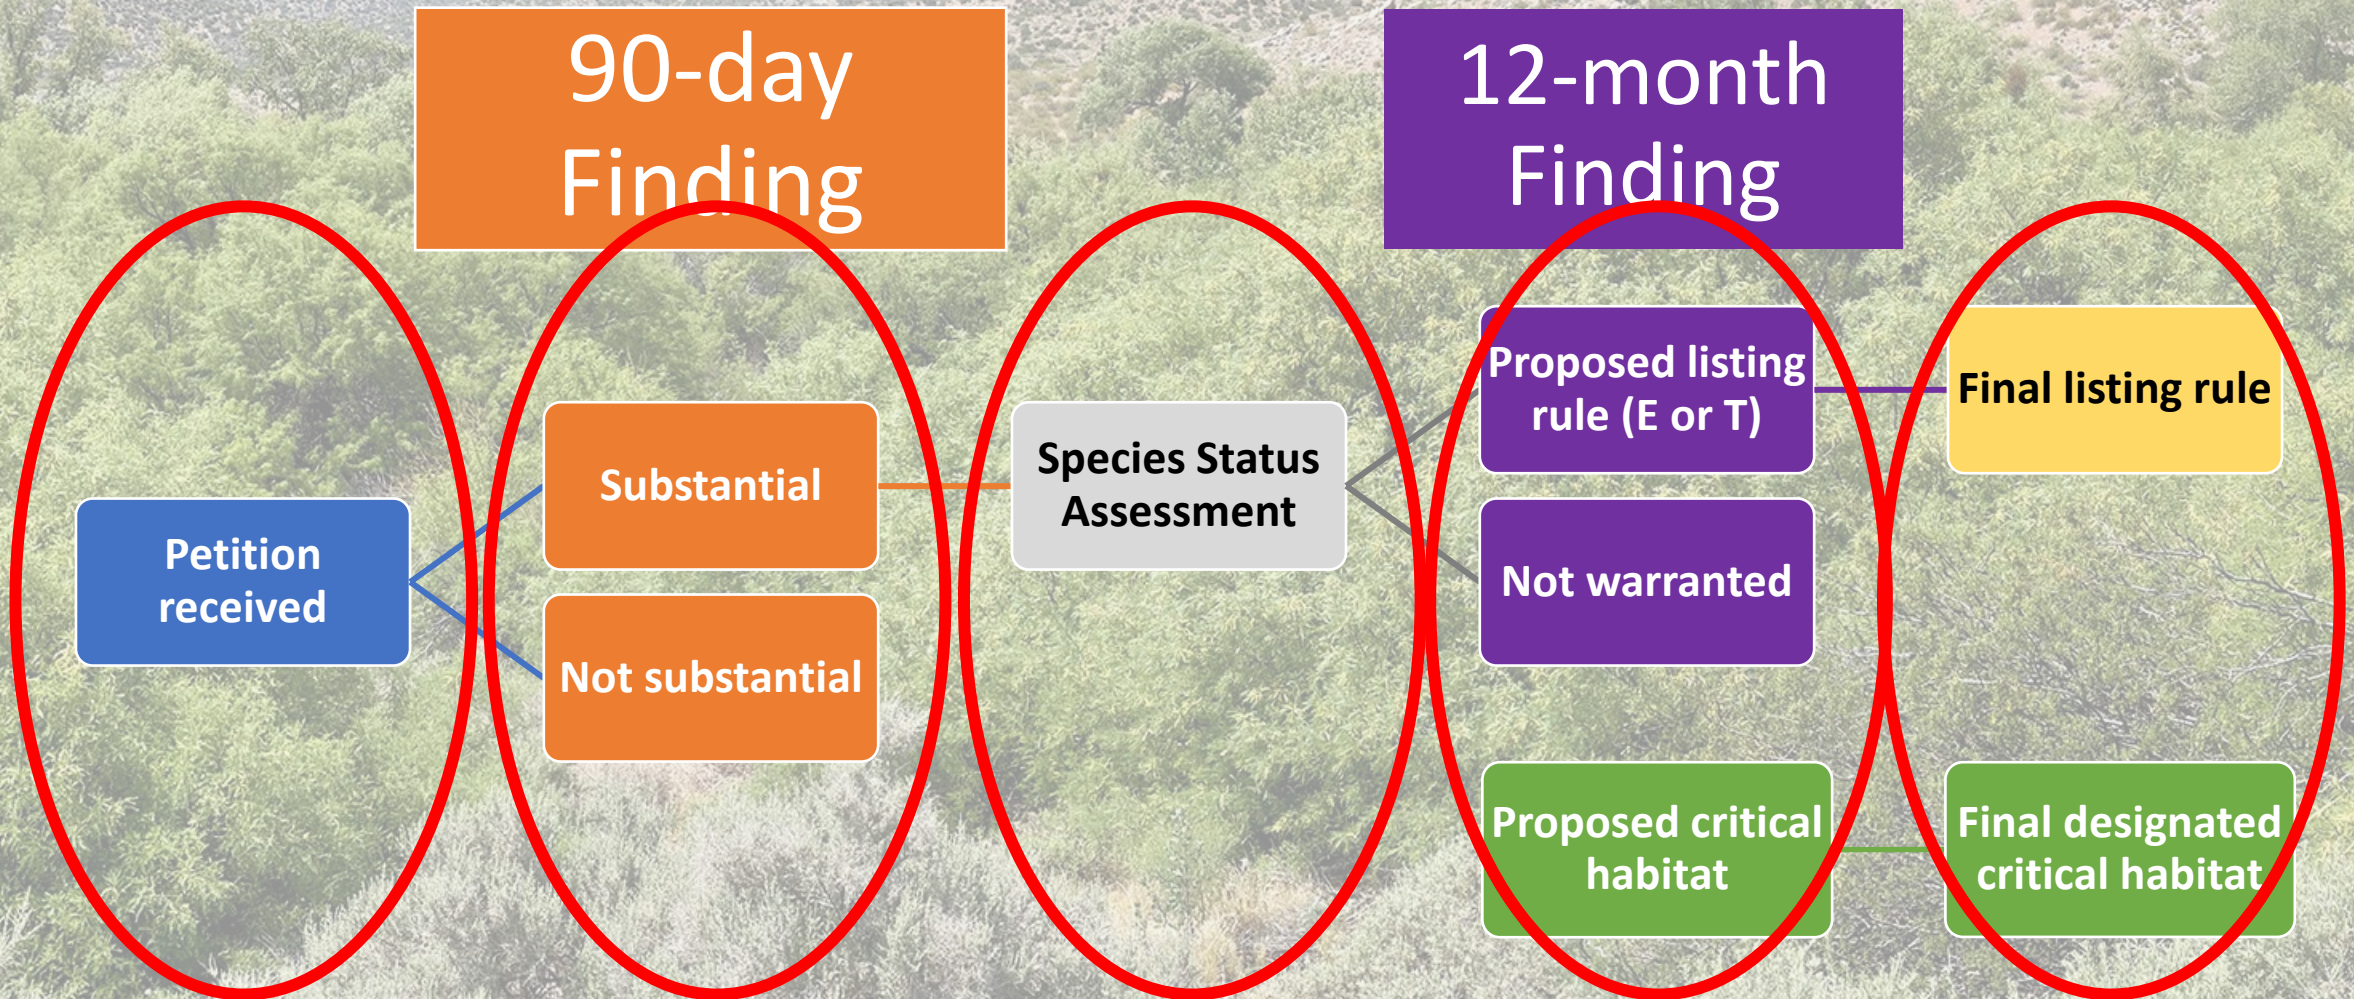 90-day
Finding
12-month
Finding
Petition
received
Substantial
Not substantial
Species Status
Assessment
Proposed listing
rule (E or T)
Not warranted
Proposed critical
habitat
Final listing rule
Final designated
critical habitat